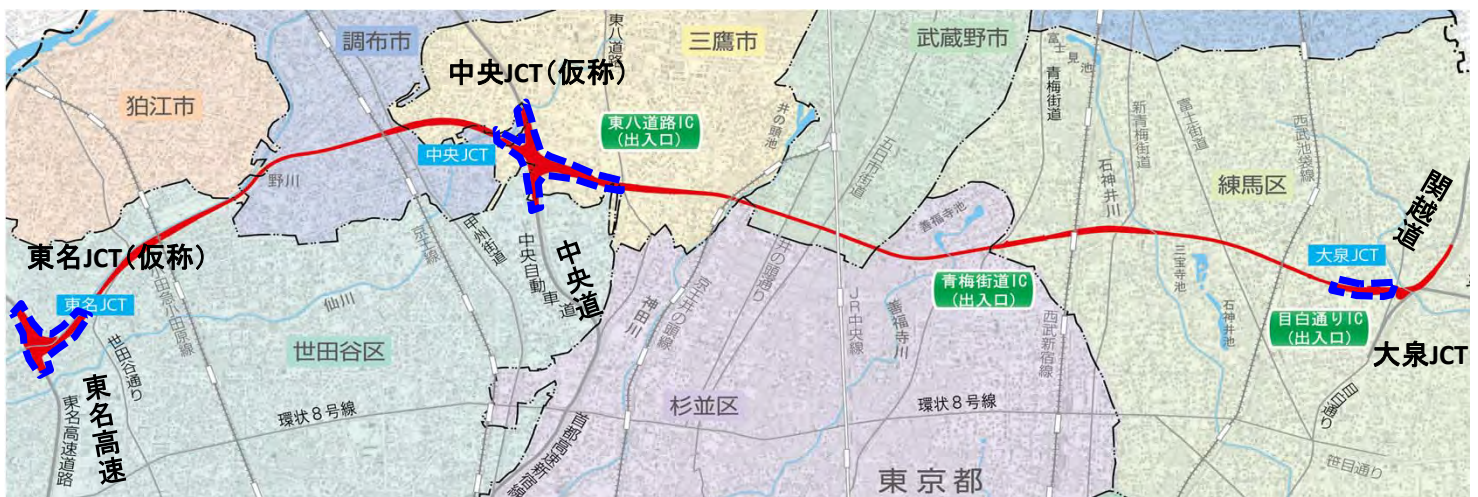 調布市
東八道路
三鷹市
武蔵野市
富士見池
青梅街道
中央JCT（仮称）
狛江市
井の頭池
新青梅街道
富士街道
西武池袋線
東八道路IC
（出入口）
中央JCT
五日市街道
石神井川
練馬区
野川
関越道
善福寺池
甲州街道
京王線
中央自動車道
中央道
井の頭通り
三宝寺池
大泉JCT
東名JCT（仮称）
小田急小田原線
青梅街道IC
（出入口）
東名JCT
仙川
神田川
京王井の頭線
JR中央線
善福寺川
西武新宿線
石神井池
目白通りIC
（出入口）
世田谷通り
世田谷区
大泉JCT
東名高速
東名高速道路
目白通り
環状８号線
杉並区
環状８号線
首都高速新宿線
東京都
笹目通り